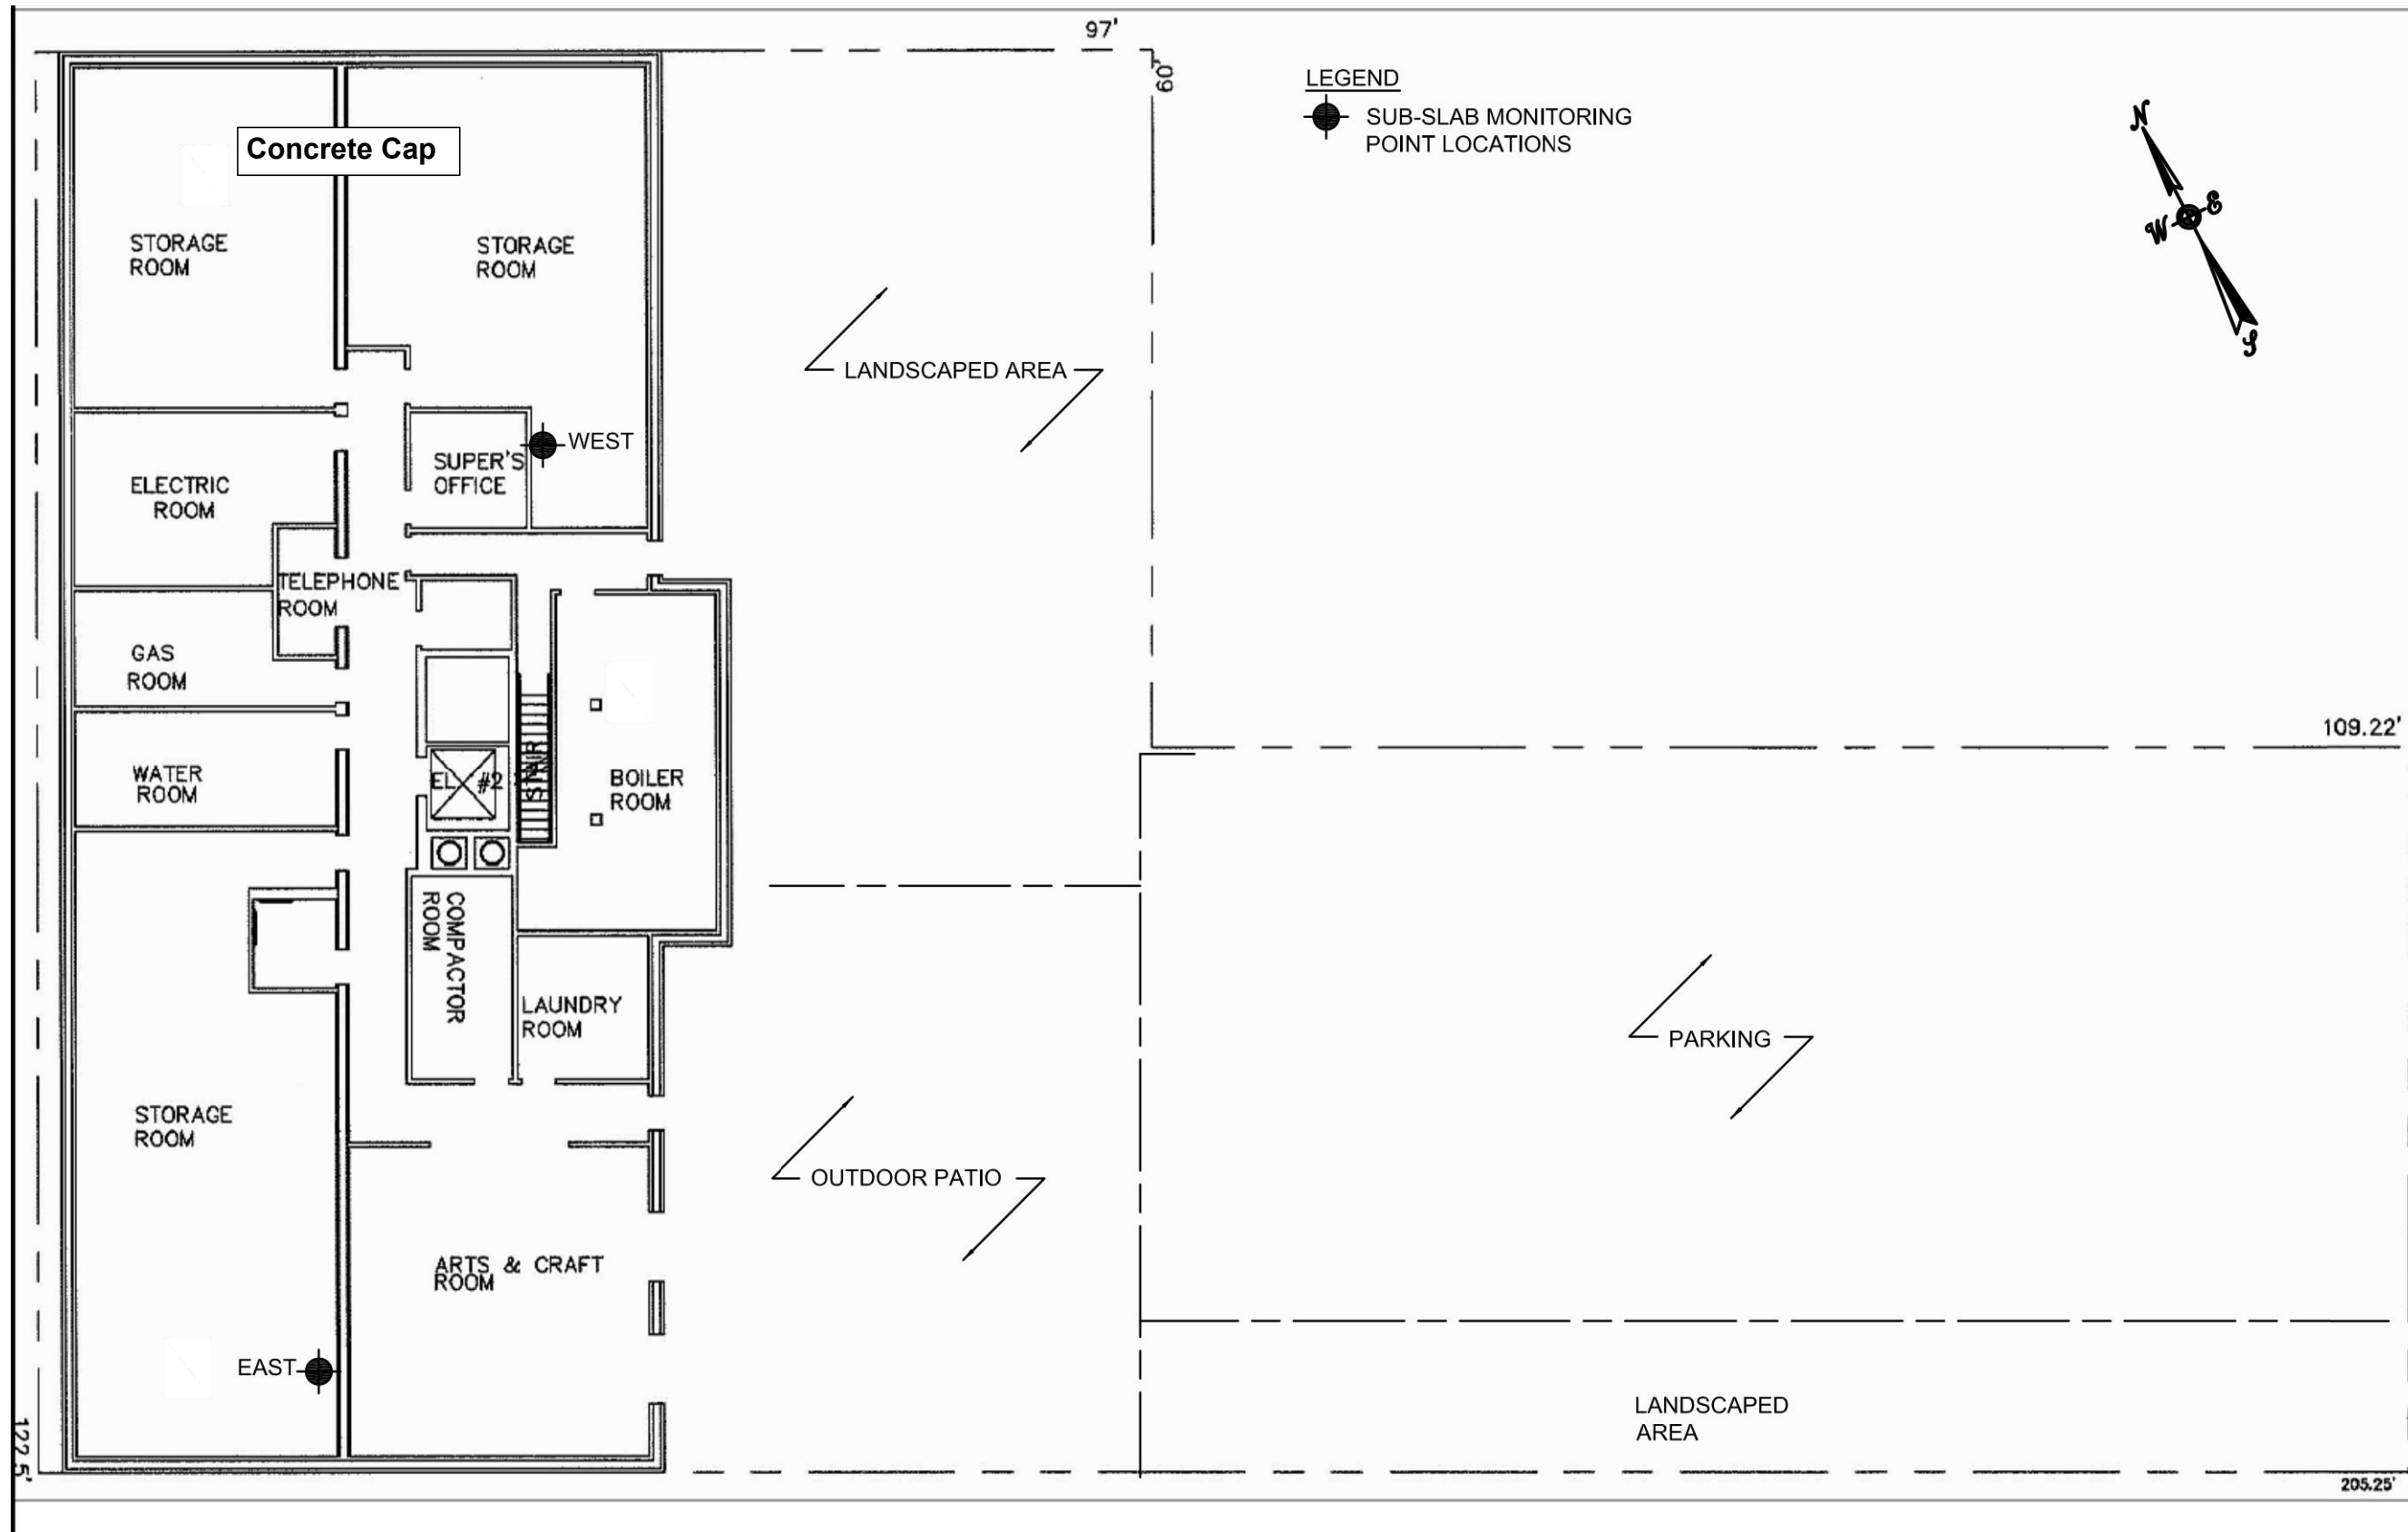 97'
60'
LEGEND
SUB-SLAB MONITORING
POINT LOCATIONS
N
E
W
S
Concrete Cap
STORAGE
ROOM
STORAGE
ROOM
LANDSCAPED AREA
WEST
SUPER'S
OFFICE
ELECTRIC
ROOM
TELEPHONE
ROOM
GAS
ROOM
WATER
ROOM
EL #2
STAIR
BOILER
ROOM
109.22'
COMPACTOR
ROOM
LAUNDRY
ROOM
PARKING
STORAGE
ROOM
OUTDOOR PATIO
ARTS & CRAFT
ROOM
EAST
LANDSCAPED
AREA
122.5'
205.25'